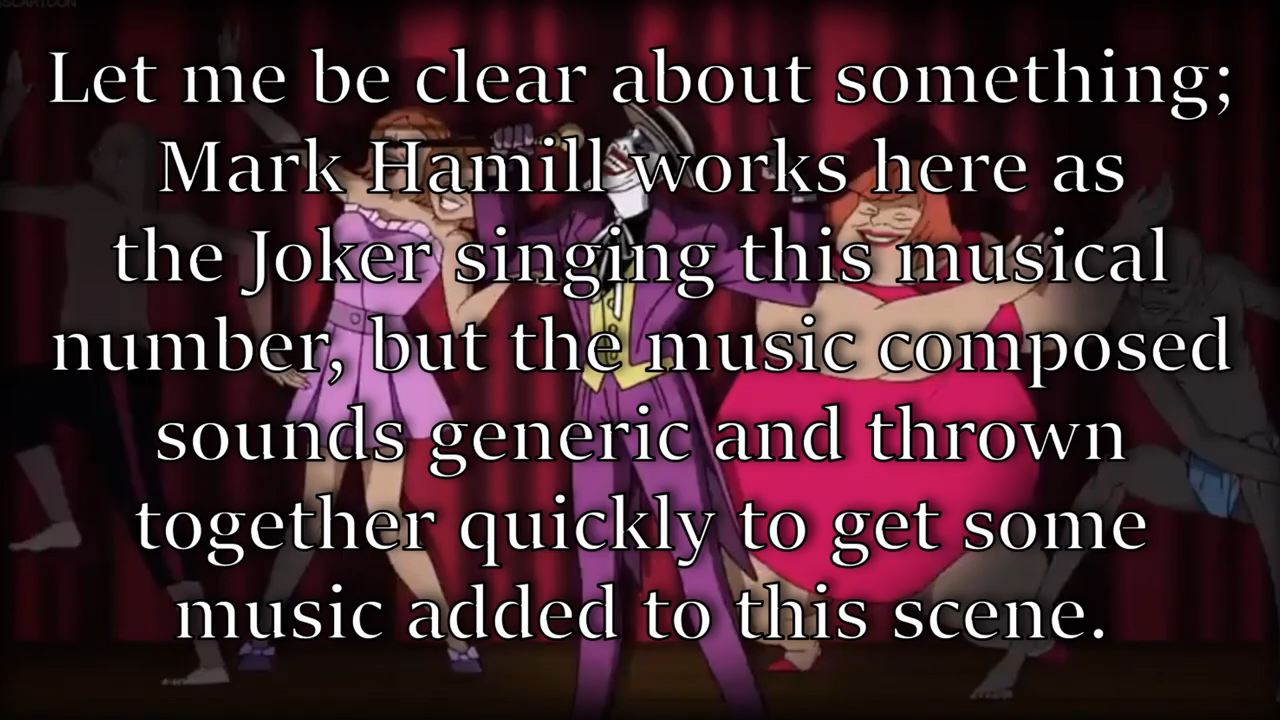 Let me be clear about something;
Mark Hamill works here as
the Joker singing this musical
number, but the music composed
sounds generic and thrown
together quickly to get some
music added to this scene.